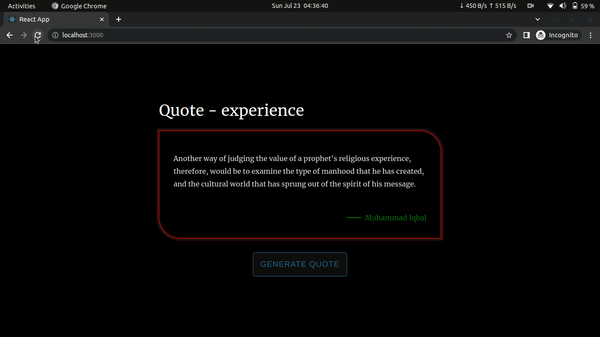 Activities Google Chrome Sun Jul 23 04:36:40 ↓ 450 B/s ↑ 515 B/s 59 %
React App
localhost:3000 Incognito
Quote - experience
Another way of judging the value of a prophet's religious experience,
therefore, would be to examine the type of manhood that he has created,
and the cultural world that has sprung out of the spirit of his message.
—— Muhammad Iqbal
GENERATE QUOTE